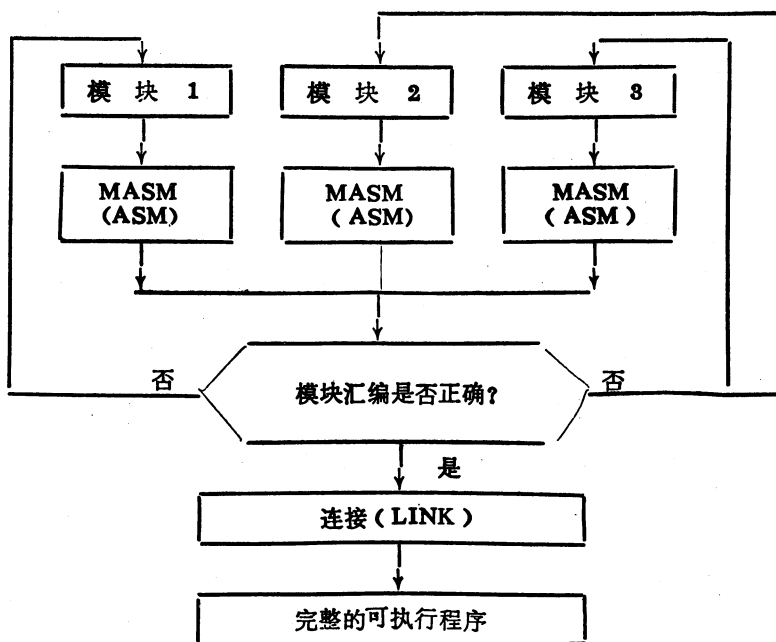 模 块 1
模 块 2
模 块 3
MASM
(ASM)
MASM
(ASM)
MASM
(ASM)
否
模块汇编是否正确？
否
是
连接(LINK)
完整的可执行程序